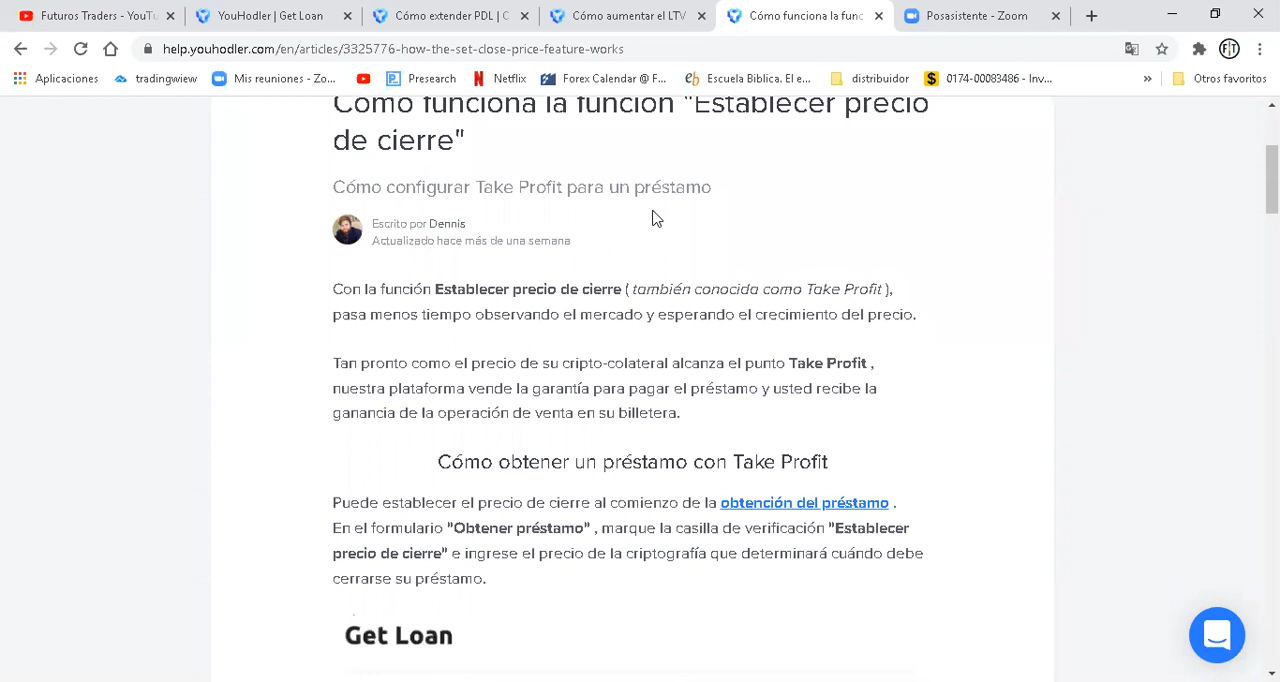 Futuros Traders - YouTu
YouHodler | Get Loan
Cómo extender PDL | C
Cómo aumentar el LTV
Cómo funciona la func
Posasistente - Zoom
help.youhodler.com/en/articles/3325776-how-the-set-close-price-feature-works
Aplicaciones
tradingwiew
Mis reuniones - Zo...
Presearch
Netflix
Forex Calendar @ F...
Escuela Biblica. El e...
distribuidor
0174-00083486 - Inv...
»
Otros favoritos
Cómo funciona la función "Establecer precio
de cierre"
Cómo configurar Take Profit para un préstamo
Escrito por Dennis
Actualizado hace más de una semana
Con la función Establecer precio de cierre ( también conocida como Take Profit ),
pasa menos tiempo observando el mercado y esperando el crecimiento del precio.
Tan pronto como el precio de su cripto-colateral alcanza el punto Take Profit ,
nuestra plataforma vende la garantía para pagar el préstamo y usted recibe la
ganancia de la operación de venta en su billetera.
Cómo obtener un préstamo con Take Profit
Puede establecer el precio de cierre al comienzo de la obtención del préstamo .
En el formulario "Obtener préstamo" , marque la casilla de verificación "Establecer
precio de cierre" e ingrese el precio de la criptografía que determinará cuándo debe
cerrarse su préstamo.
Get Loan